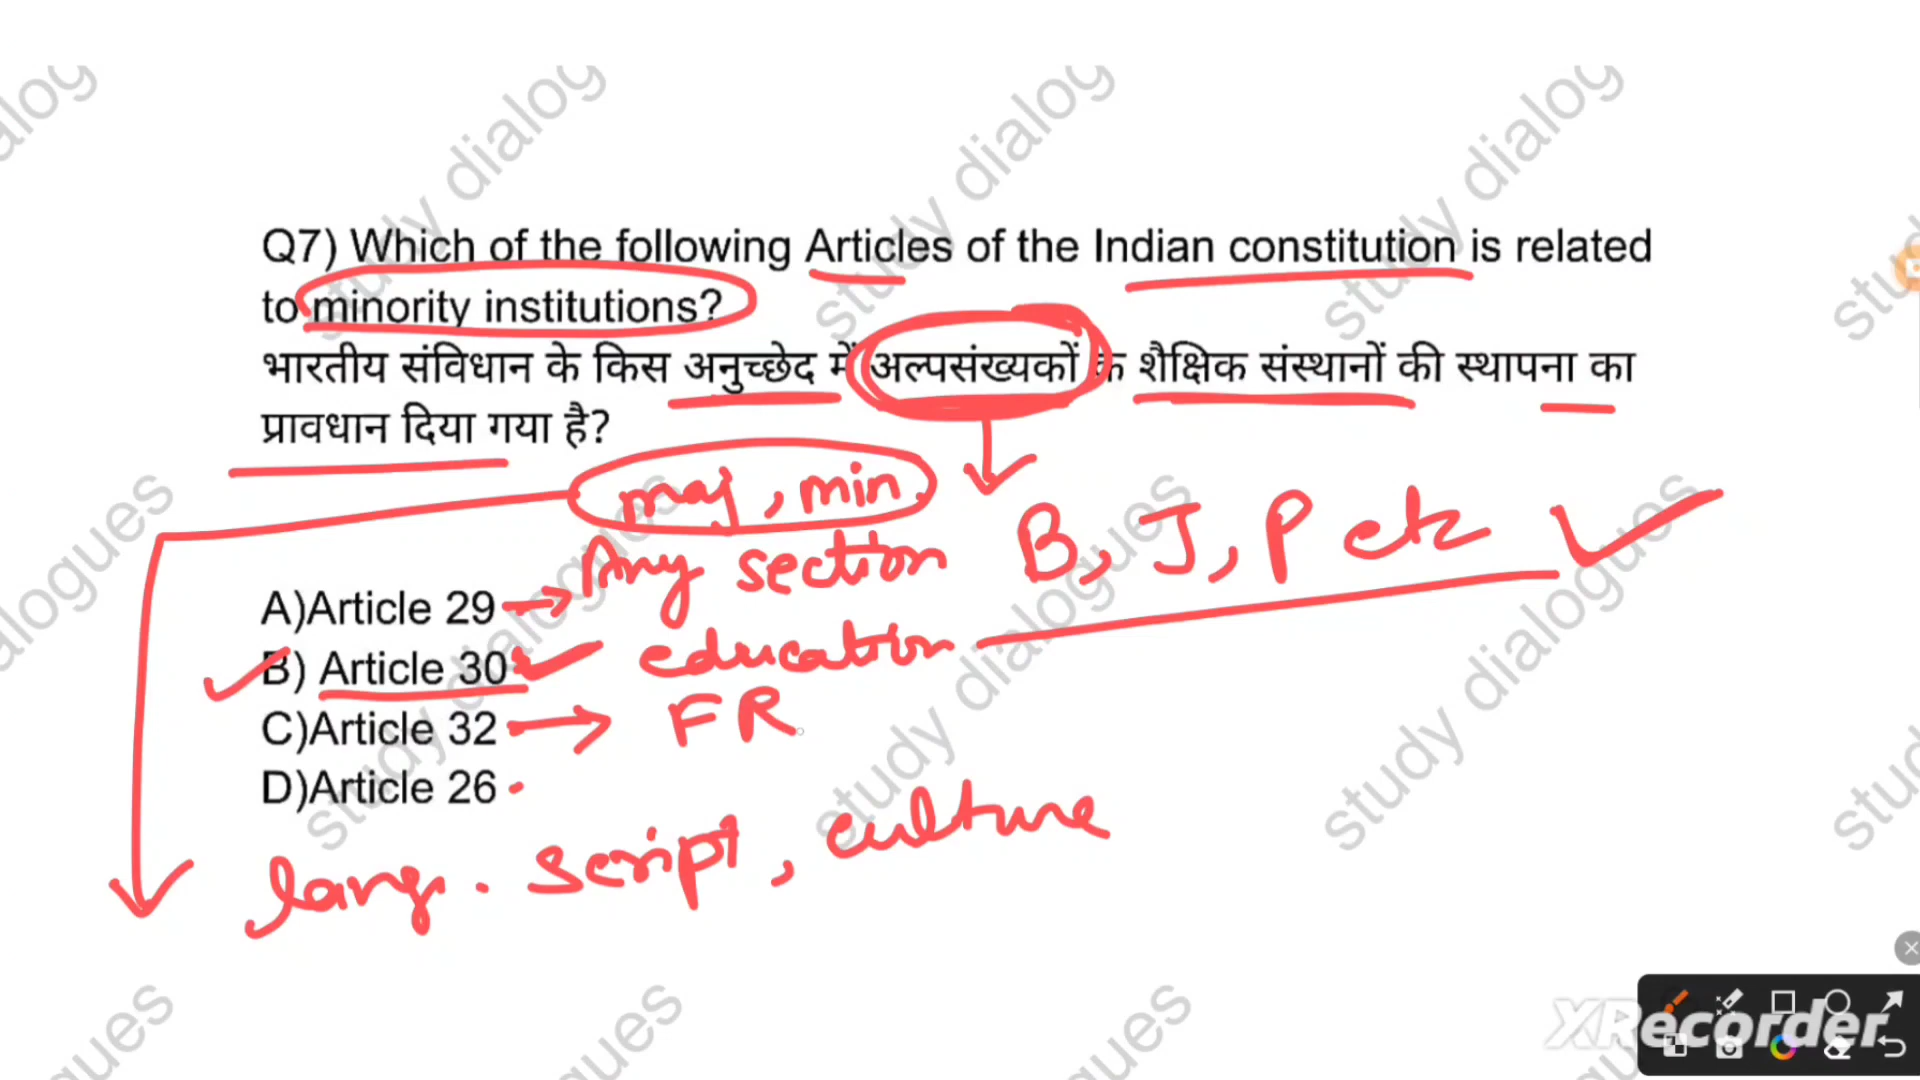 Q7) Which of the following Articles of the Indian constitution is related
to minority institutions?
भारतीय संविधान के किस अनुच्छेद में अल्पसंख्यकों के शैक्षिक संस्थानों की स्थापना का
प्रावधान दिया गया है?
maj, min.
Any section B, J, P etc
A)Article 29
B) Article 30 education
C)Article 32 FR
D)Article 26
lang. script, culture
study dialogues
XRecorder